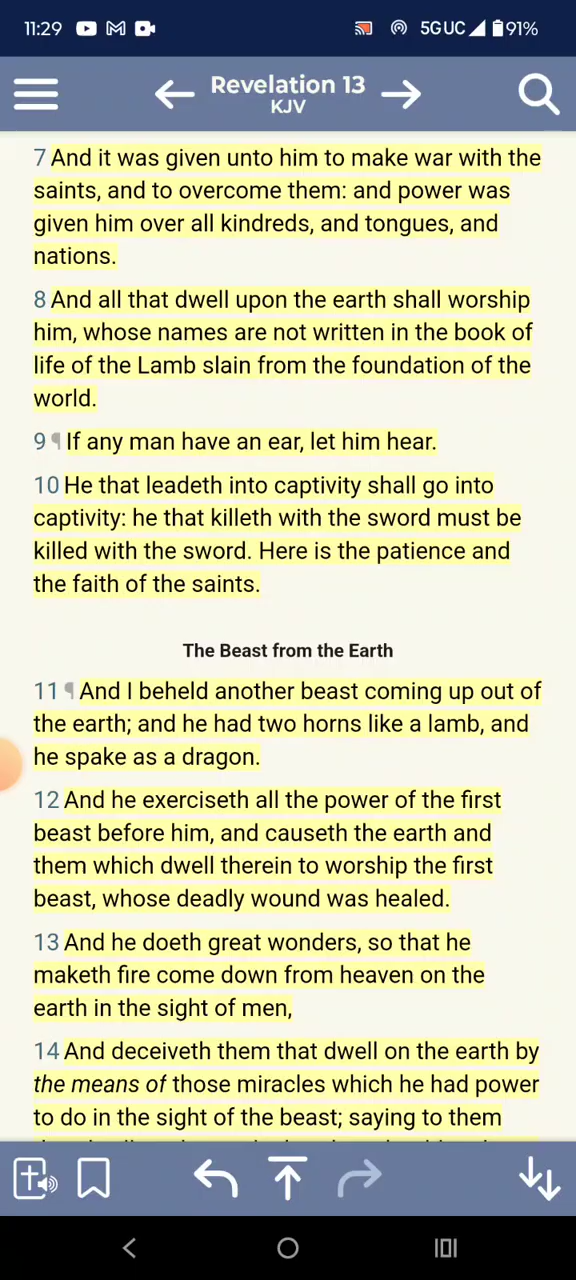 11:29 5G UC 91%
Revelation 13
KJV
7 And it was given unto him to make war with the
saints, and to overcome them: and power was
given him over all kindreds, and tongues, and
nations.
8 And all that dwell upon the earth shall worship
him, whose names are not written in the book of
life of the Lamb slain from the foundation of the
world.
9 ¶ If any man have an ear, let him hear.
10 He that leadeth into captivity shall go into
captivity: he that killeth with the sword must be
killed with the sword. Here is the patience and
the faith of the saints.
The Beast from the Earth
11 ¶ And I beheld another beast coming up out of
the earth; and he had two horns like a lamb, and
he spake as a dragon.
12 And he exerciseth all the power of the first
beast before him, and causeth the earth and
them which dwell therein to worship the first
beast, whose deadly wound was healed.
13 And he doeth great wonders, so that he
maketh fire come down from heaven on the
earth in the sight of men,
14 And deceiveth them that dwell on the earth by
the means of those miracles which he had power
to do in the sight of the beast; saying to them